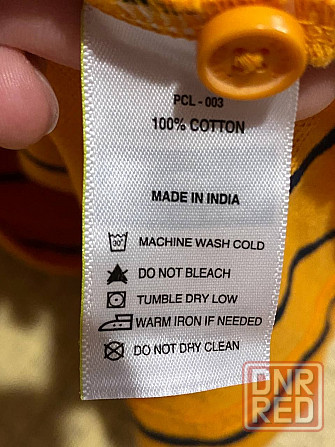 PCL - 003
100% COTTON
MADE IN INDIA
30°
MACHINE WASH COLD
DO NOT BLEACH
TUMBLE DRY LOW
WARM IRON IF NEEDED
DO NOT DRY CLEAN
DNR
RED